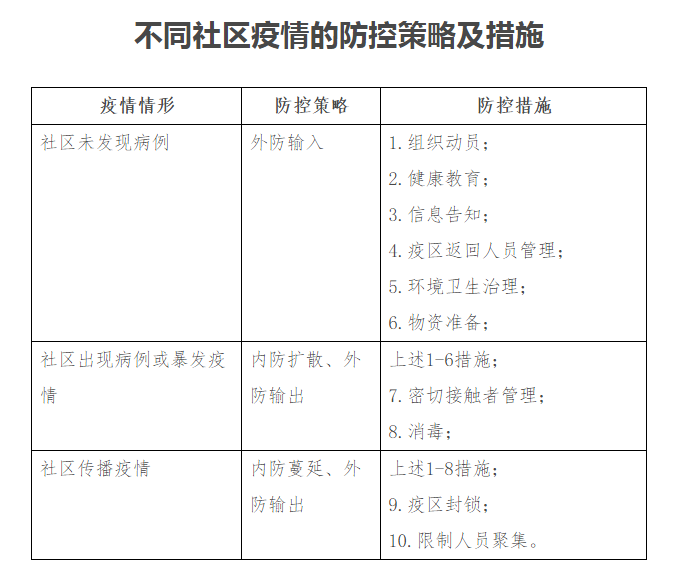 不同社区疫情的防控策略及措施
疫情情形 防控策略 防控措施
社区未发现病例 外防输入 1.组织动员；
2.健康教育；
3.信息告知；
4.疫区返回人员管理；
5.环境卫生治理；
6.物资准备；
社区出现病例或暴发疫 内防扩散、外 上述1-6措施；
情 防输出 7.密切接触者管理；
8.消毒；
社区传播疫情 内防蔓延、外 上述1-8措施；
防输出 9.疫区封锁；
10.限制人员聚集。